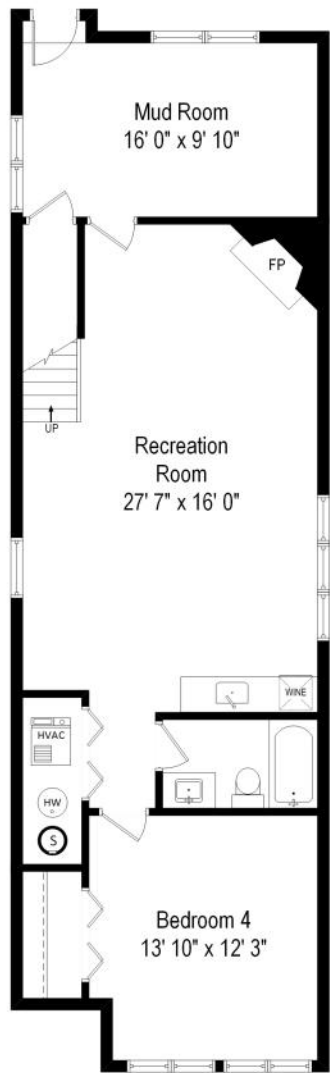 Mud Room
16' 0" x 9' 10"
FP
UP
Recreation
Room
27' 7" x 16' 0"
WINE
HVAC
HW
S
Bedroom 4
13' 10" x 12' 3"